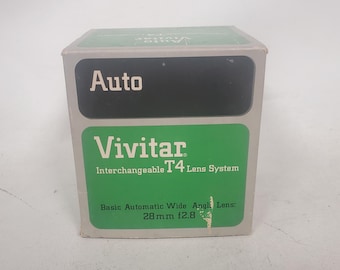 Auto
Vivitar
Interchangeable T4 Lens System
Basic Automatic Wide Angle Lens:
28mm f2.8